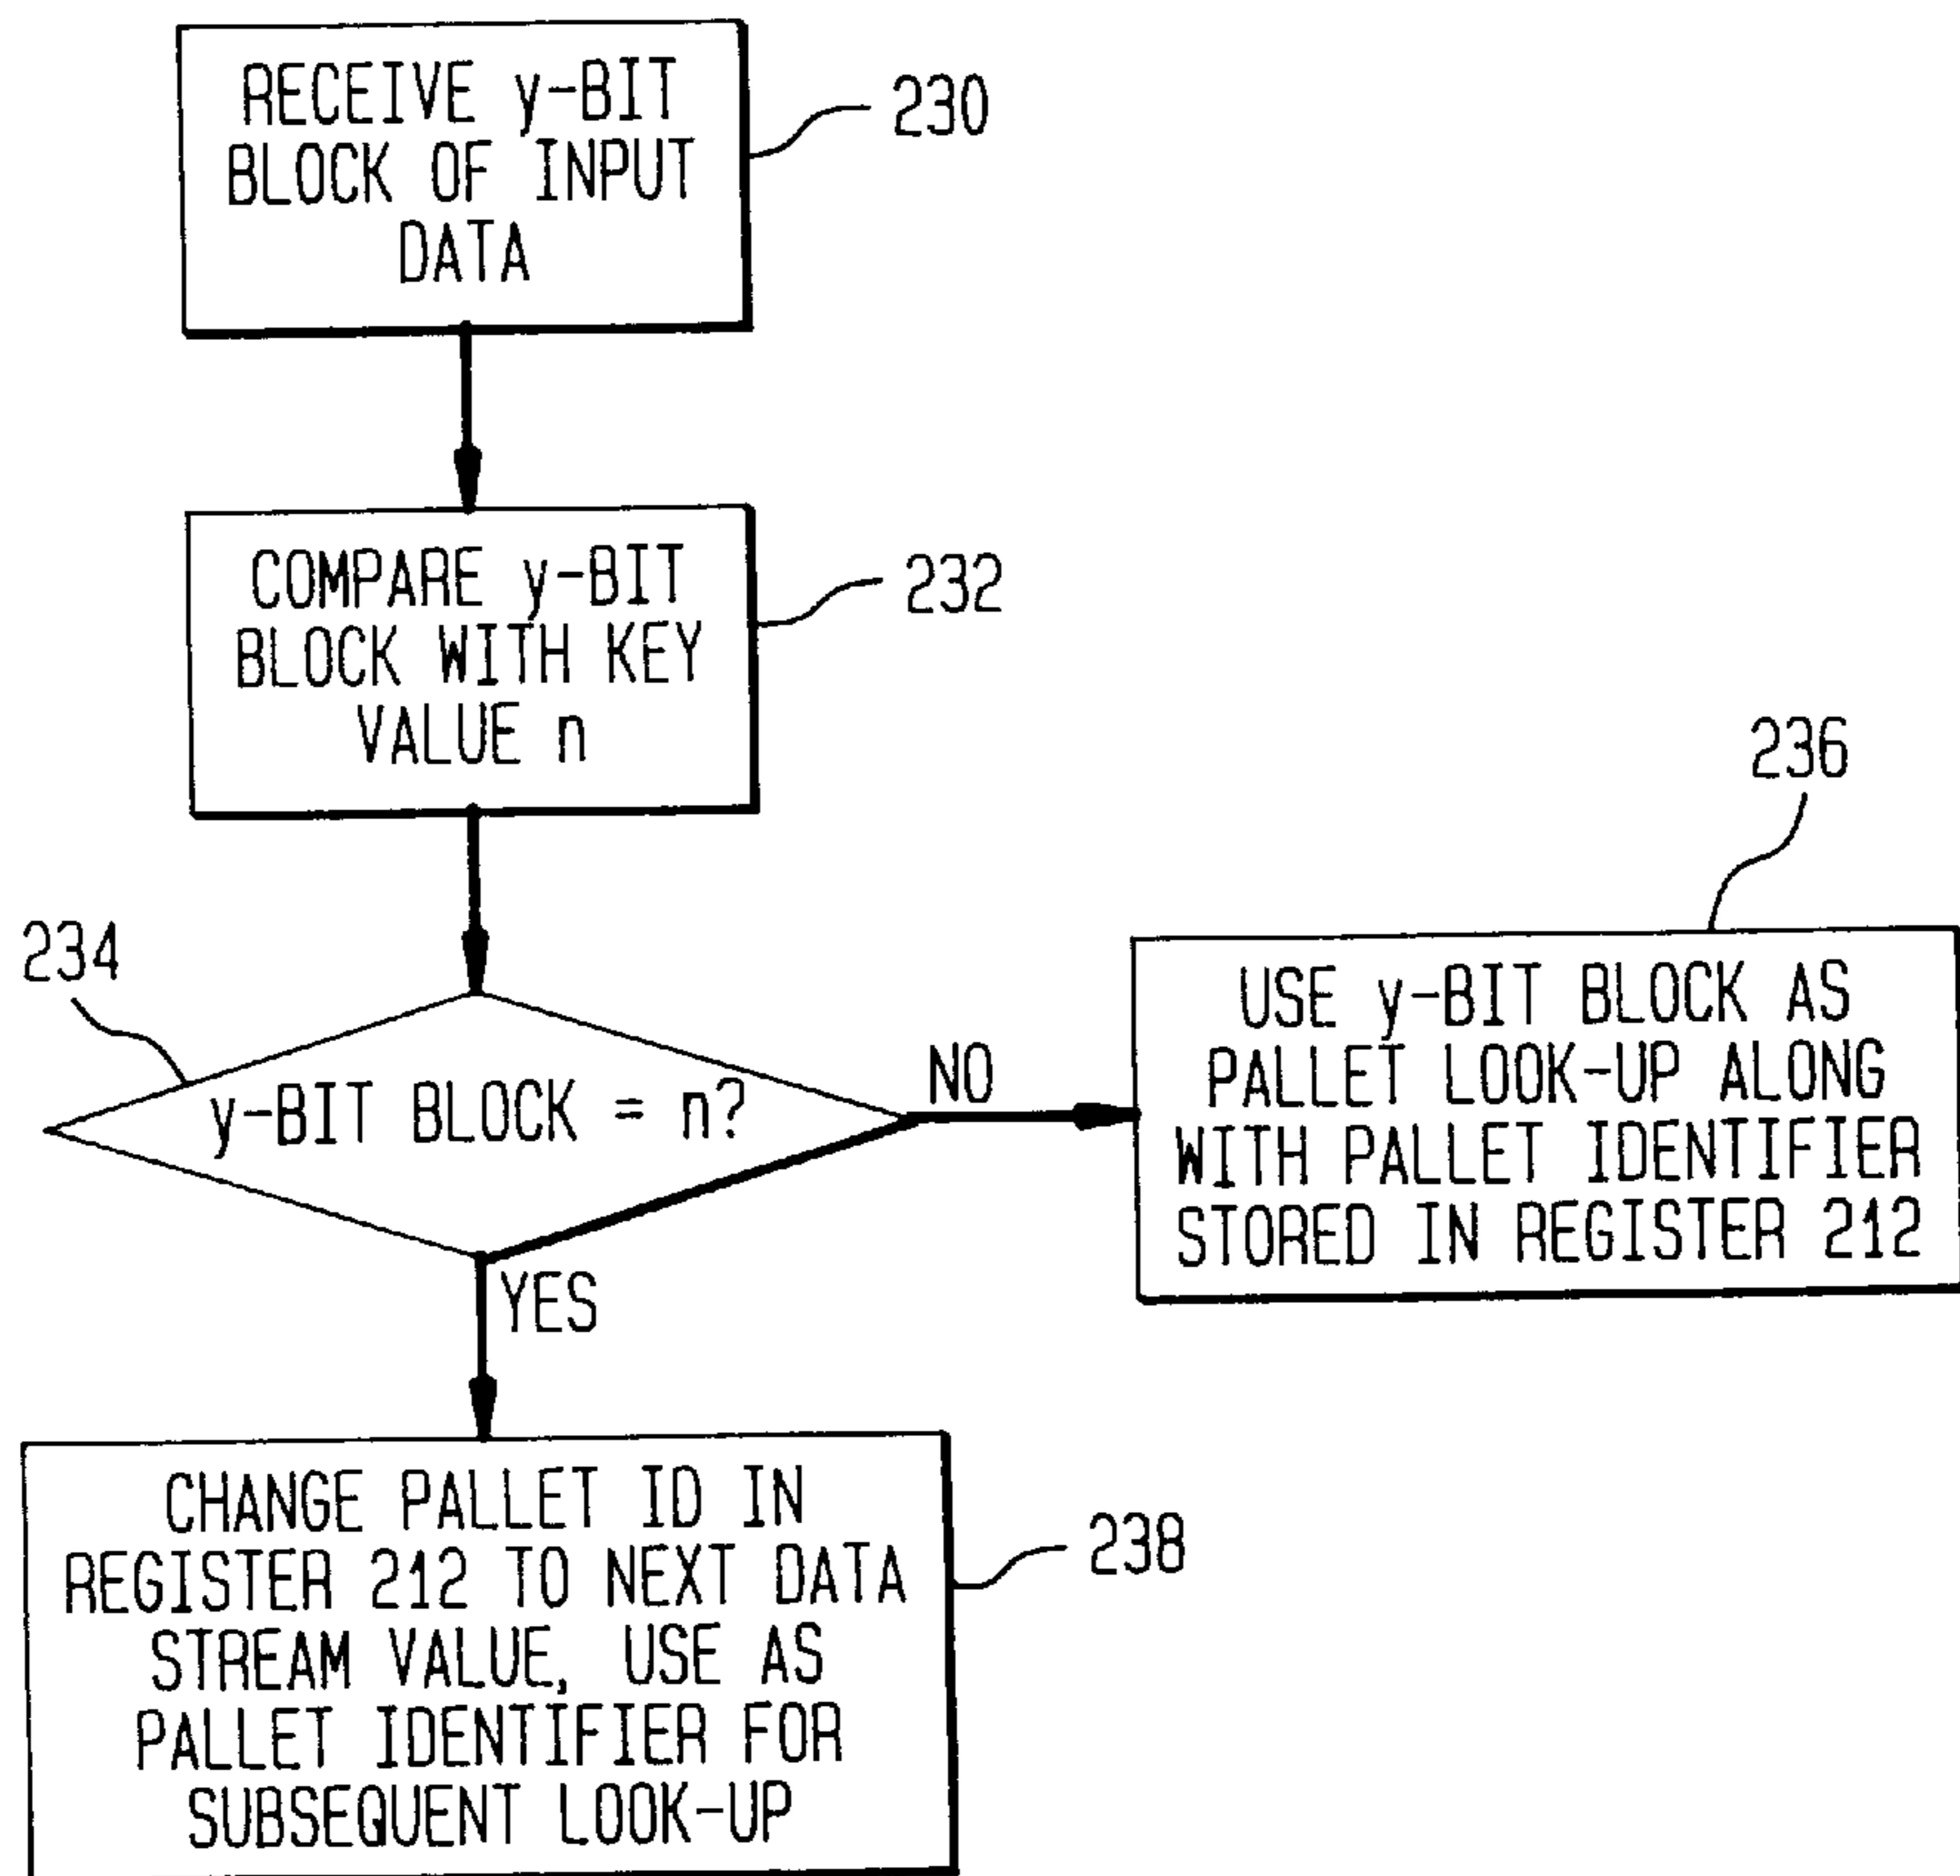 RECEIVE y-BIT
BLOCK OF INPUT
DATA
230
COMPARE y-BIT
BLOCK WITH KEY
VALUE n
232
234
y-BIT BLOCK = n?
NO
YES
236
USE y-BIT BLOCK AS
PALLET LOOK-UP ALONG
WITH PALLET IDENTIFIER
STORED IN REGISTER 212
CHANGE PALLET ID IN
REGISTER 212 TO NEXT DATA
STREAM VALUE, USE AS
PALLET IDENTIFIER FOR
SUBSEQUENT LOOK-UP
238